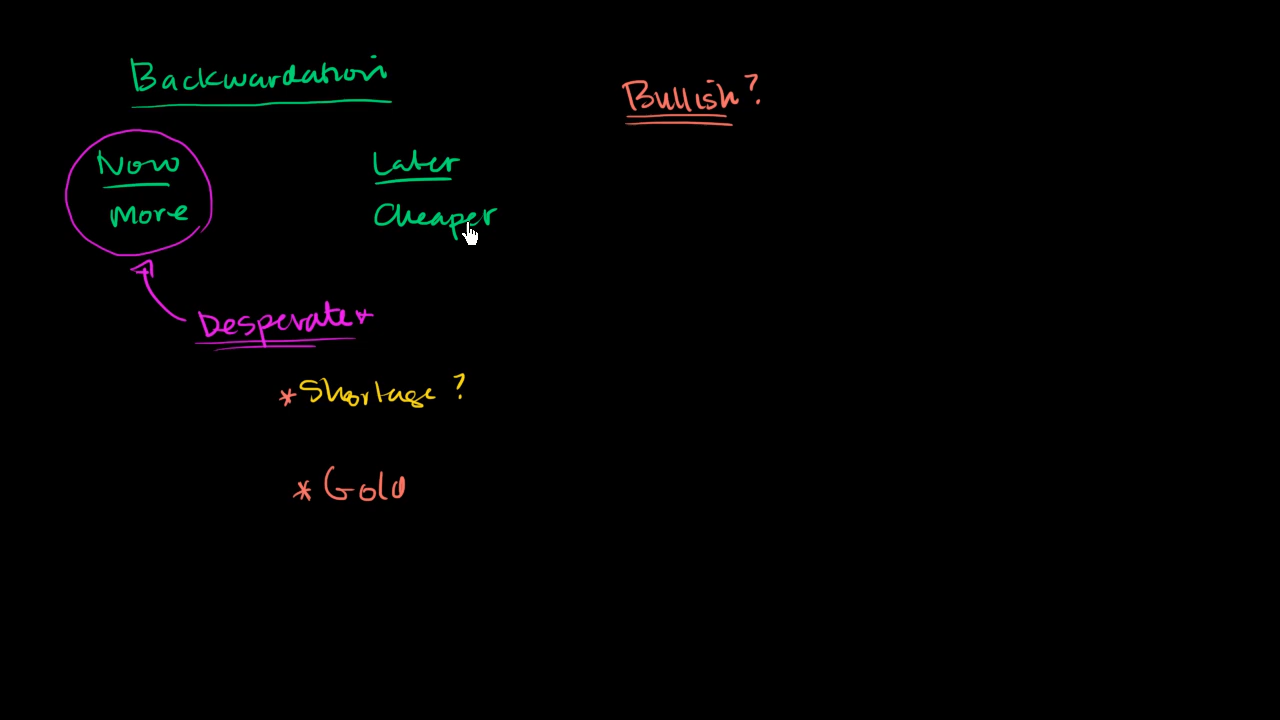 Backwardation
Bullish?
Now Later
More Cheaper
Desperate
*Shortage?
*Gold